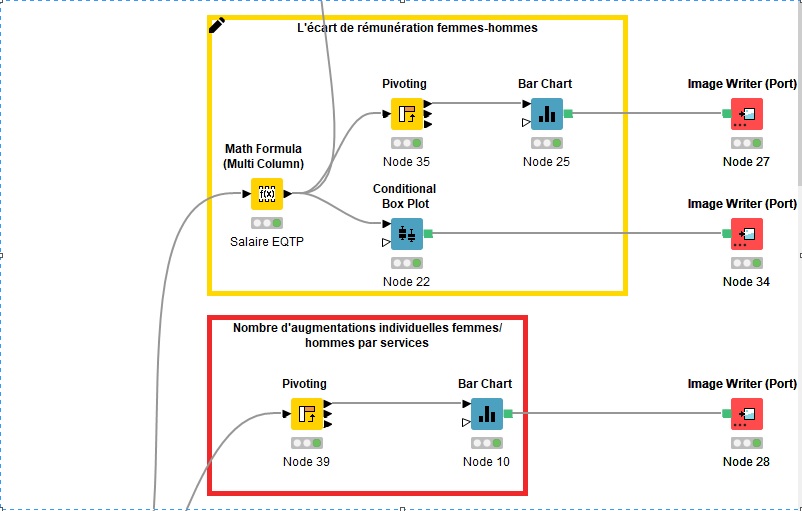 L'écart de rémunération femmes-hommes
Pivoting
Bar Chart
Image Writer (Port)
Node 35
Node 25
Node 27
Math Formula
(Multi Column)
f(x)
Salaire EQTP
Conditional
Box Plot
Image Writer (Port)
Node 22
Node 34
Nombre d'augmentations individuelles femmes/
hommes par services
Pivoting
Bar Chart
Image Writer (Port)
Node 39
Node 10
Node 28